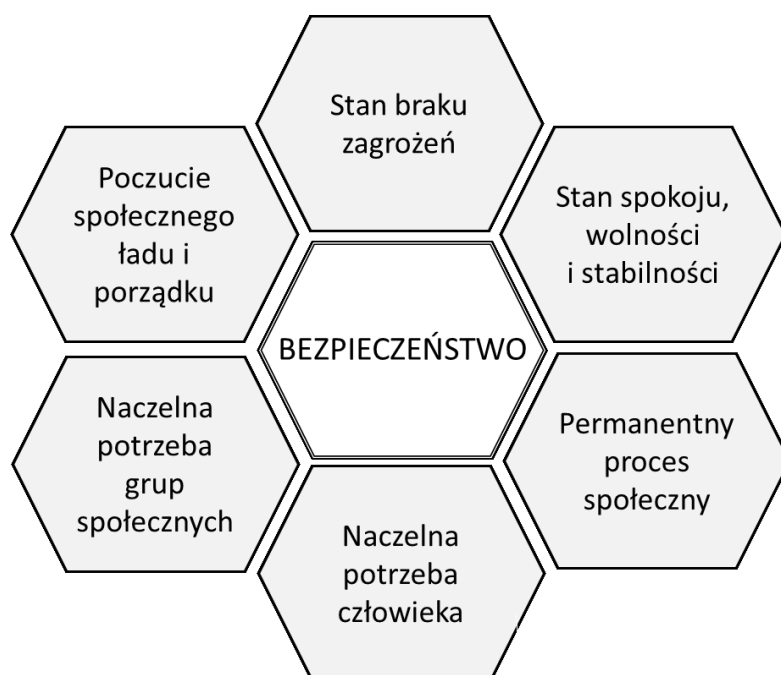 Stan braku
zagrożeń
Stan spokoju,
wolności
i stabilności
Permanentny
proces
społeczny
Naczelna
potrzeba
człowieka
Naczelna
potrzeba
grup
społecznych
Poczucie
społecznego
ładu i
porządku
BEZPIECZEŃSTWO